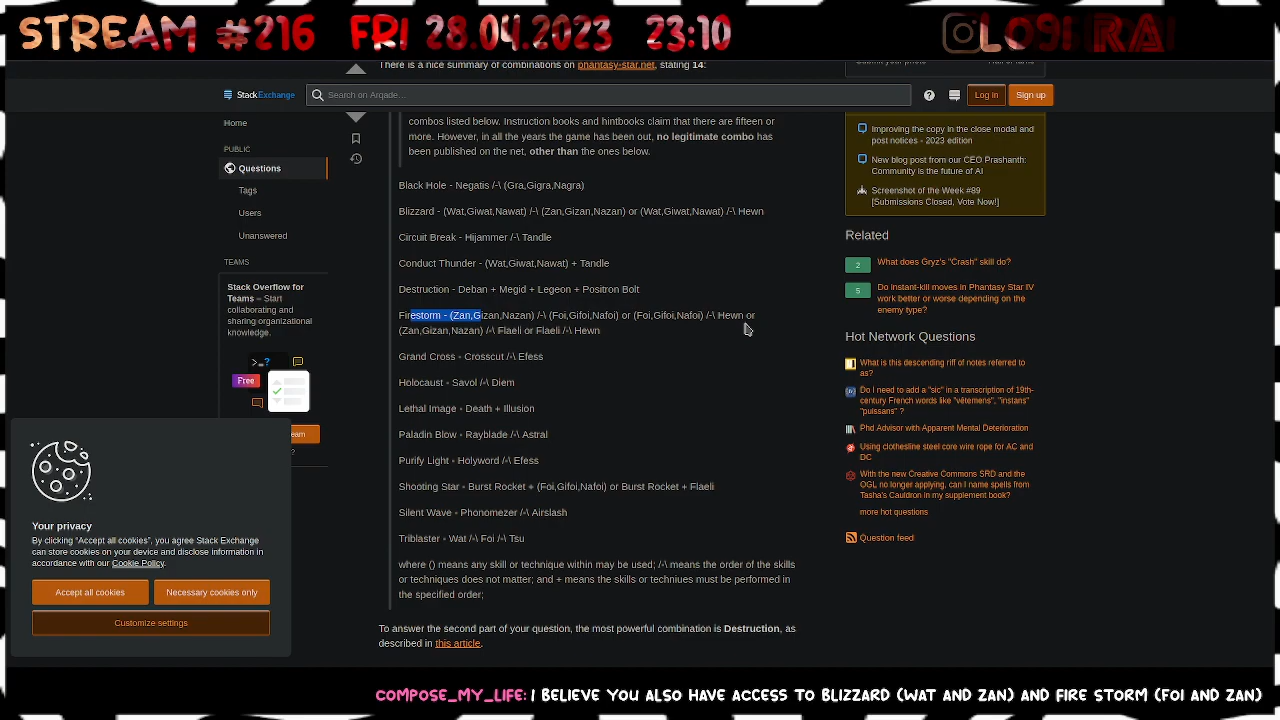 STREAM #216 FRI 28.04.2023 23:10
There is a nice summary of combinations on phantasy-star.net, stating 14:
StackExchange
Search on Arqade…
Log in
Sign up
combos listed below. Instruction books and hintbooks claim that there are fifteen or
more. However, in all the years the game has been out, no legitimate combo has
been published on the net, other than the ones below.
Black Hole - Negatis /-\ (Gra,Gigra,Nagra)
Blizzard - (Wat,Giwat,Nawat) /-\ (Zan,Gizan,Nazan) or (Wat,Giwat,Nawat) /-\ Hewn
Circuit Break - Hijammer /-\ Tandle
Conduct Thunder - (Wat,Giwat,Nawat) + Tandle
Destruction - Deban + Megid + Legeon + Positron Bolt
Firestorm - (Zan,Gizan,Nazan) /-\ (Foi,Gifoi,Nafoi) or (Foi,Gifoi,Nafoi) /-\ Hewn or
(Zan,Gizan,Nazan) /-\ Flaeli or Flaeli /-\ Hewn
Grand Cross - Crosscut /-\ Efess
Holocaust - Savol /-\ Diem
Lethal Image - Death + Illusion
Paladin Blow - Rayblade /-\ Astral
Purify Light - Holyword /-\ Efess
Shooting Star - Burst Rocket + (Foi,Gifoi,Nafoi) or Burst Rocket + Flaeli
Silent Wave - Phonomezer /-\ Airslash
Triblaster - Wat /-\ Foi /-\ Tsu
where () means any skill or technique within may be used; /-\ means the order of the skills
or techniques does not matter; and + means the skills or techniues must be performed in
the specified order;
To answer the second part of your question, the most powerful combination is Destruction, as
described in this article.
Home
PUBLIC
Questions
Tags
Users
Unanswered
TEAMS
Stack Overflow for
Teams – Start
collaborating and
sharing organizational
knowledge.
Free
Your privacy
By clicking “Accept all cookies”, you agree Stack Exchange
can store cookies on your device and disclose information in
accordance with our Cookie Policy.
Accept all cookies
Necessary cookies only
Customize settings
Improving the copy in the close modal and
post notices - 2023 edition
New blog post from our CEO Prashanth:
Community is the future of AI
Screenshot of the Week #89
[Submissions Closed, Vote Now!]
Related
2
What does Gryz's "Crash" skill do?
5
Do instant-kill moves in Phantasy Star IV
work better or worse depending on the
enemy type?
Hot Network Questions
What is this descending riff of notes referred to
as?
Do I need to add a "sic" in a transcription of 19th-
century French words like "vêtemens", "instans"
"puissans" ?
Phd Advisor with Apparent Mental Deterioration
Using clothesline steel core wire rope for AC and
DC
With the new Creative Commons SRD and the
OGL no longer applying, can I name spells from
Tasha's Cauldron in my supplement book?
more hot questions
Question feed
COMPOSE_MY_LIFE: I BELIEVE YOU ALSO HAVE ACCESS TO BLIZZARD (WAT AND ZAN) AND FIRE STORM (FOI AND ZAN)